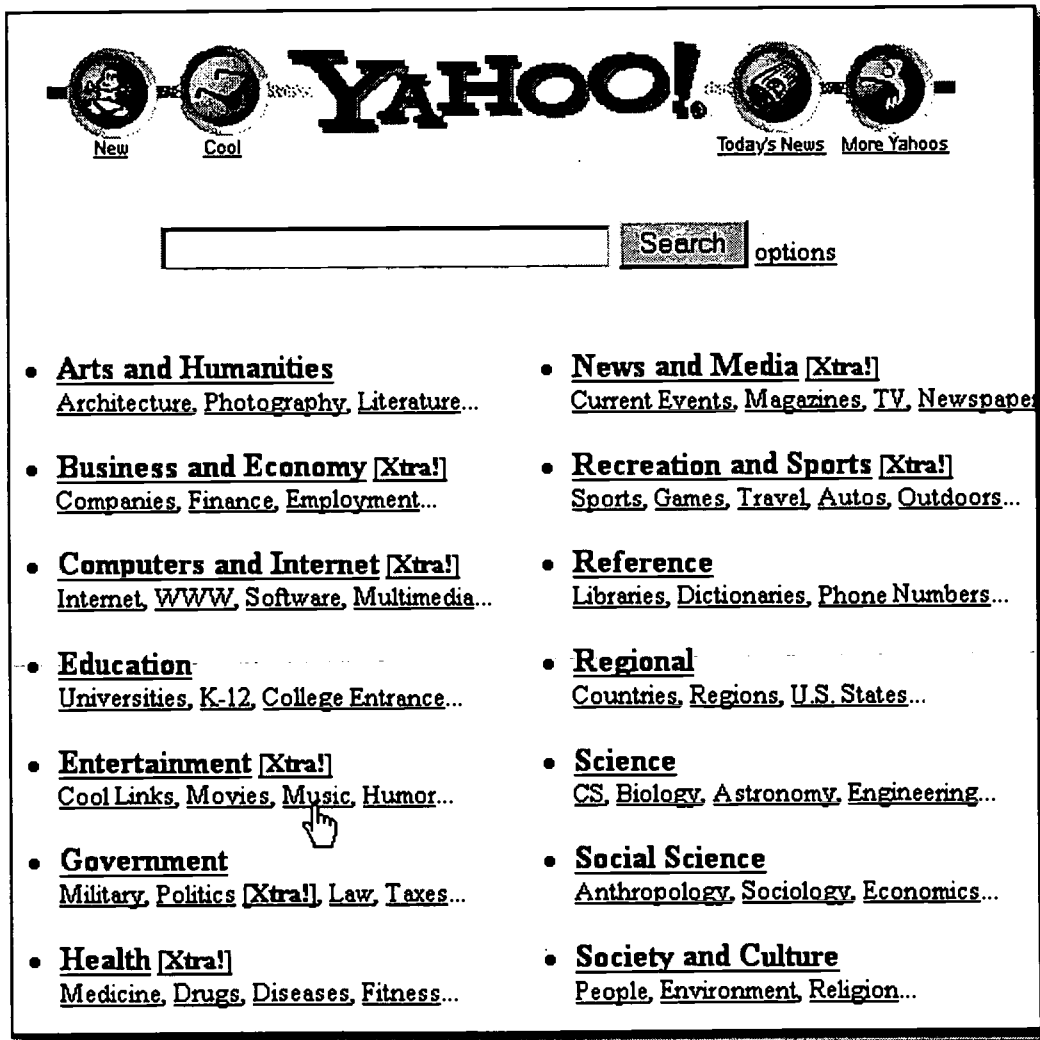 YAHOO!
New Cool Today's News More Yahoos
Search options
Arts and Humanities
Architecture, Photography, Literature...
Business and Economy [Xtra!]
Companies, Finance, Employment...
Computers and Internet [Xtra!]
Internet, WWW, Software, Multimedia...
Education
Universities, K-12, College Entrance...
Entertainment [Xtra!]
Cool Links, Movies, Music, Humor...
Government
Military, Politics [Xtra!], Law, Taxes...
Health [Xtra!]
Medicine, Drugs, Diseases, Fitness...
News and Media [Xtra!]
Current Events, Magazines, TV, Newspape
Recreation and Sports [Xtra!]
Sports, Games, Travel, Autos, Outdoors...
Reference
Libraries, Dictionaries, Phone Numbers...
Regional
Countries, Regions, U.S. States...
Science
CS, Biology, Astronomy, Engineering...
Social Science
Anthropology, Sociology, Economics...
Society and Culture
People, Environment, Religion...